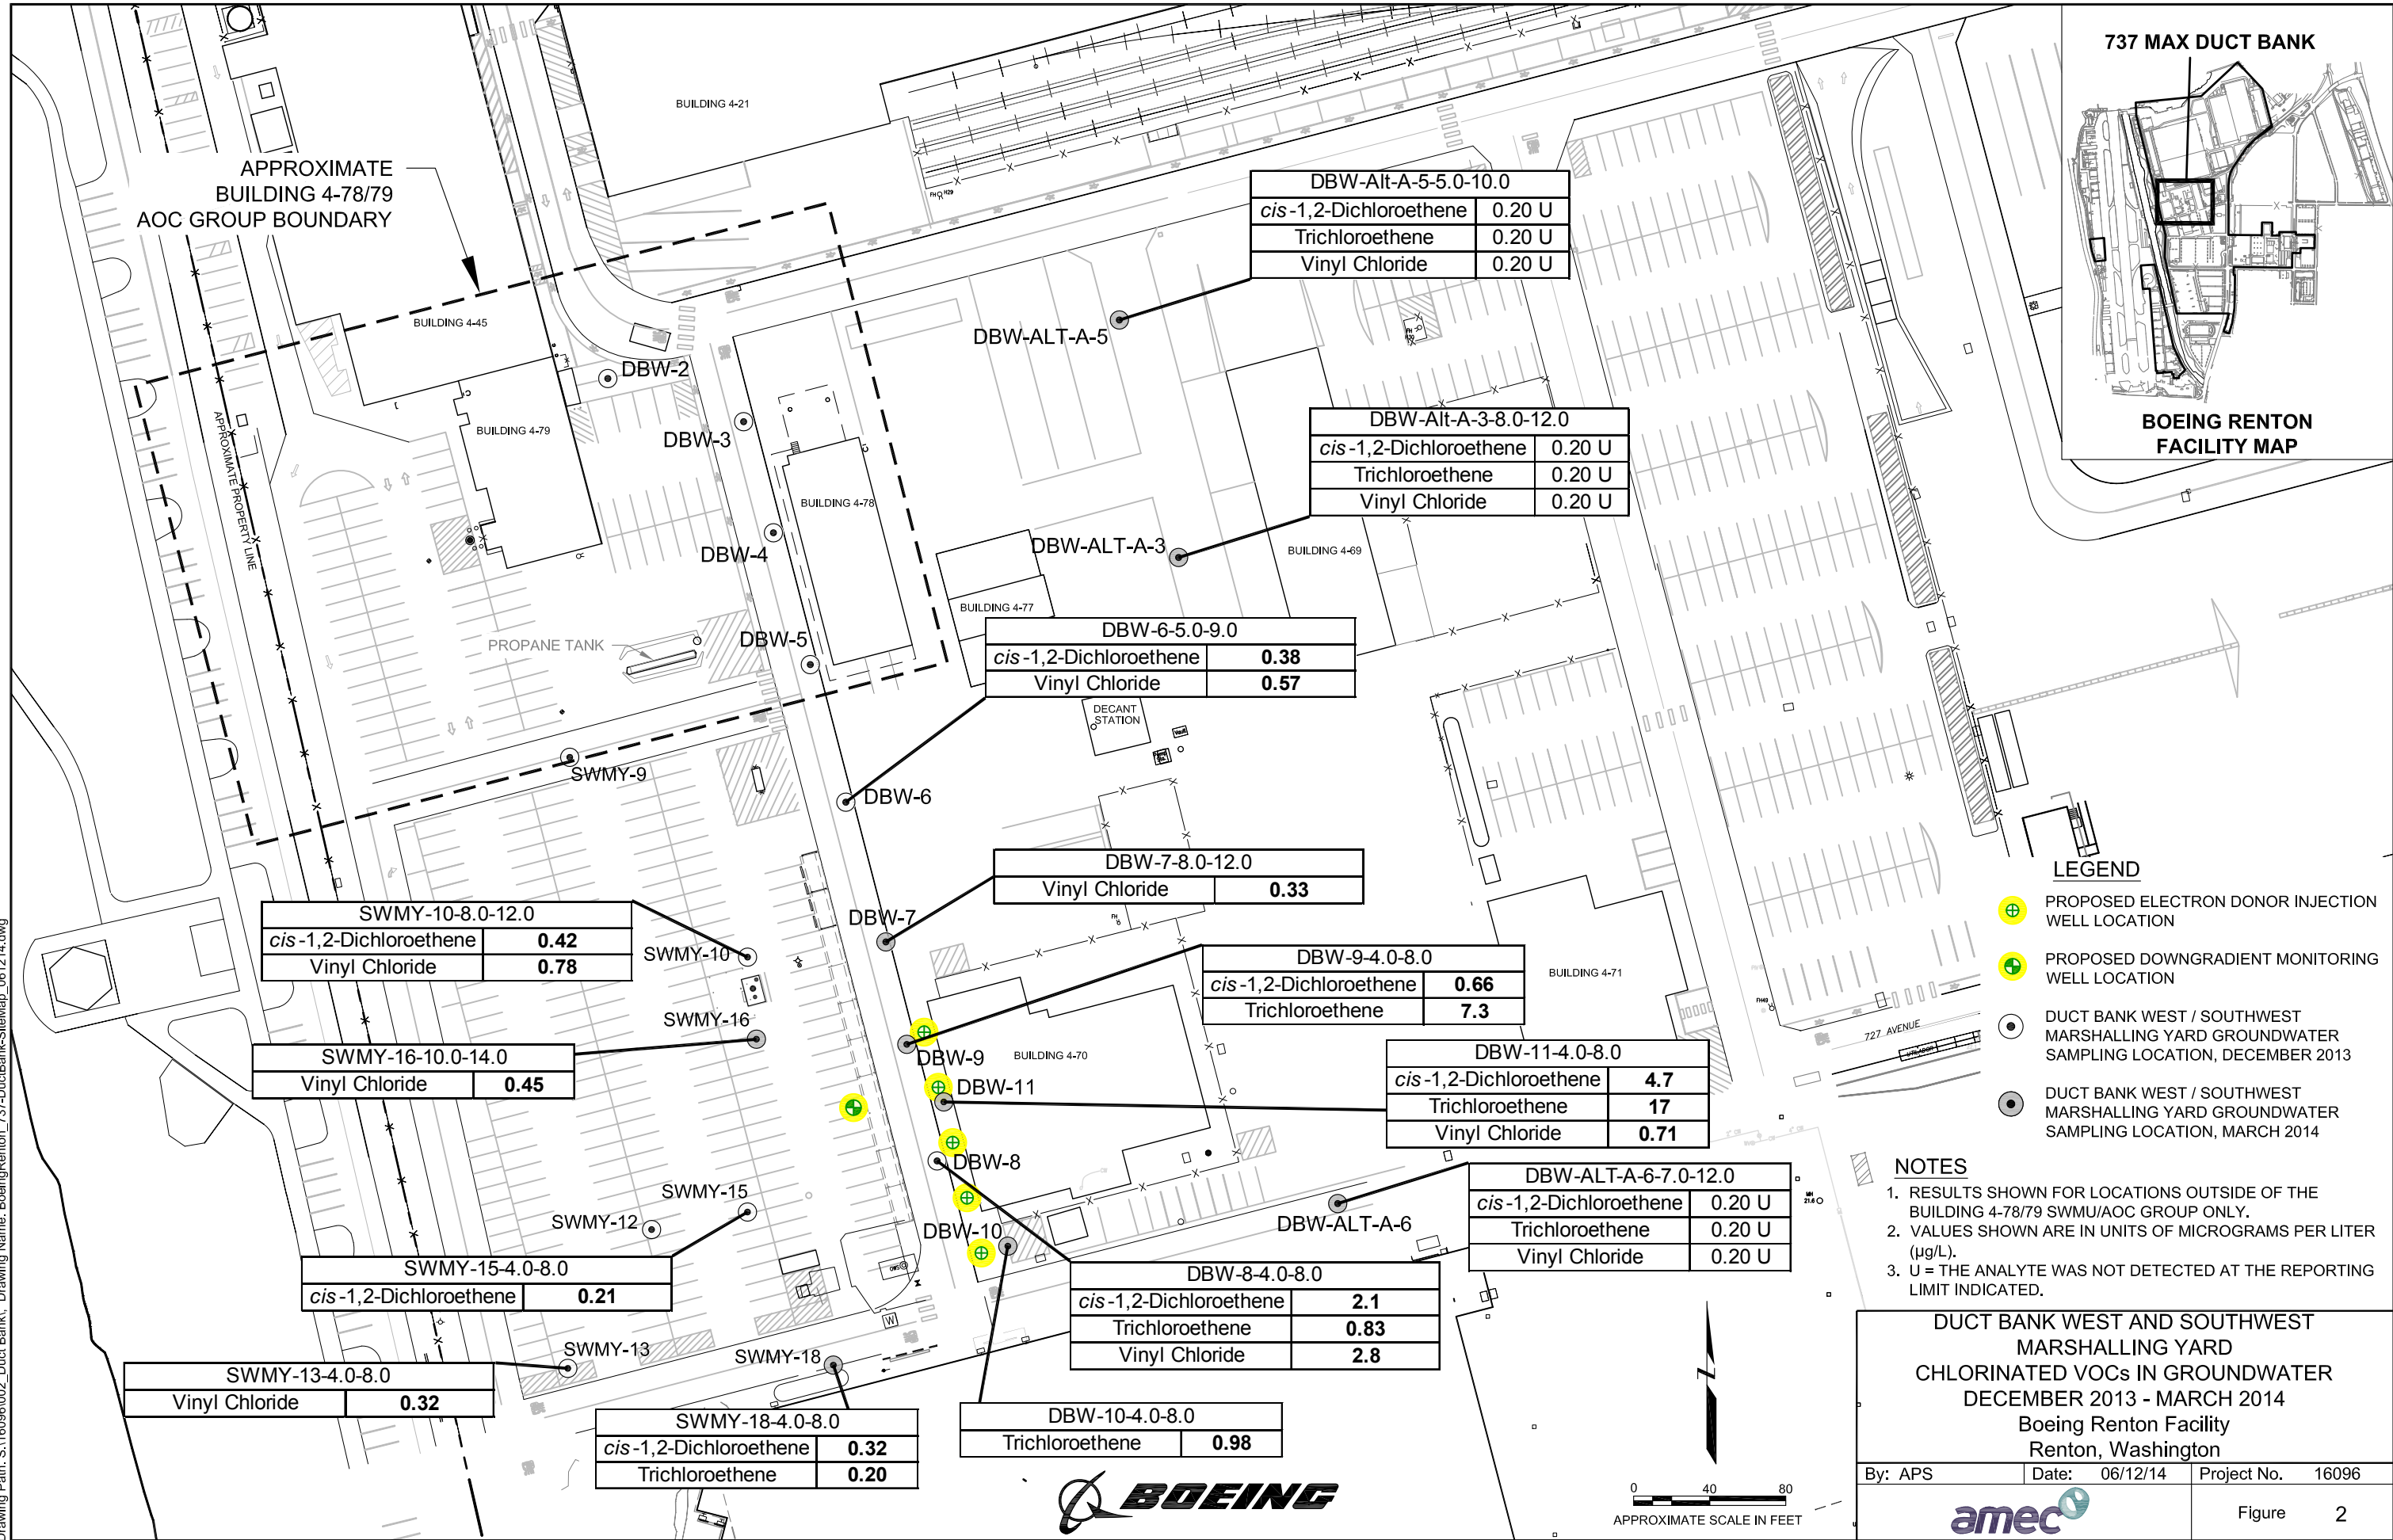 737 MAX DUCT BANK
BOEING RENTON
FACILITY MAP
BUILDING 4-21
APPROXIMATE
BUILDING 4-78/79
AOC GROUP BOUNDARY
BUILDING 4-45
BUILDING 4-79
BUILDING 4-78
APPROXIMATE PROPERTY LINE
DBW-Alt-A-5-5.0-10.0
cis-1,2-Dichloroethene 0.20 U
Trichloroethene 0.20 U
Vinyl Chloride 0.20 U
DBW-ALT-A-5
DBW-2
DBW-3
DBW-Alt-A-3-8.0-12.0
cis-1,2-Dichloroethene 0.20 U
Trichloroethene 0.20 U
Vinyl Chloride 0.20 U
DBW-4
DBW-ALT-A-3
BUILDING 4-69
BUILDING 4-77
PROPANE TANK
DBW-5
DBW-6-5.0-9.0
cis-1,2-Dichloroethene 0.38
Vinyl Chloride 0.57
DECANT
STATION
SWMY-9
DBW-6
DBW-7-8.0-12.0
Vinyl Chloride 0.33
DBW-7
SWMY-10-8.0-12.0
cis-1,2-Dichloroethene 0.42
Vinyl Chloride 0.78
SWMY-10
DBW-9-4.0-8.0
cis-1,2-Dichloroethene 0.66
Trichloroethene 7.3
BUILDING 4-71
SWMY-16
SWMY-16-10.0-14.0
Vinyl Chloride 0.45
DBW-9
BUILDING 4-70
DBW-11
DBW-11-4.0-8.0
cis-1,2-Dichloroethene 4.7
Trichloroethene 17
Vinyl Chloride 0.71
727 AVENUE
DBW-8
SWMY-15
SWMY-12
DBW-10
DBW-ALT-A-6
DBW-ALT-A-6-7.0-12.0
cis-1,2-Dichloroethene 0.20 U
Trichloroethene 0.20 U
Vinyl Chloride 0.20 U
SWMY-15-4.0-8.0
cis-1,2-Dichloroethene 0.21
DBW-8-4.0-8.0
cis-1,2-Dichloroethene 2.1
Trichloroethene 0.83
Vinyl Chloride 2.8
W
SWMY-13
SWMY-18
SWMY-13-4.0-8.0
Vinyl Chloride 0.32
SWMY-18-4.0-8.0
cis-1,2-Dichloroethene 0.32
Trichloroethene 0.20
DBW-10-4.0-8.0
Trichloroethene 0.98
BOEING
0 40 80
APPROXIMATE SCALE IN FEET
LEGEND
PROPOSED ELECTRON DONOR INJECTION
WELL LOCATION
PROPOSED DOWNGRADIENT MONITORING
WELL LOCATION
DUCT BANK WEST / SOUTHWEST
MARSHALLING YARD GROUNDWATER
SAMPLING LOCATION, DECEMBER 2013
DUCT BANK WEST / SOUTHWEST
MARSHALLING YARD GROUNDWATER
SAMPLING LOCATION, MARCH 2014
NOTES
1. RESULTS SHOWN FOR LOCATIONS OUTSIDE OF THE
BUILDING 4-78/79 SWMU/AOC GROUP ONLY.
2. VALUES SHOWN ARE IN UNITS OF MICROGRAMS PER LITER
(µg/L).
3. U = THE ANALYTE WAS NOT DETECTED AT THE REPORTING
LIMIT INDICATED.
DUCT BANK WEST AND SOUTHWEST
MARSHALLING YARD
CHLORINATED VOCs IN GROUNDWATER
DECEMBER 2013 - MARCH 2014
Boeing Renton Facility
Renton, Washington
By: APS Date: 06/12/14 Project No. 16096
amec
Figure 2